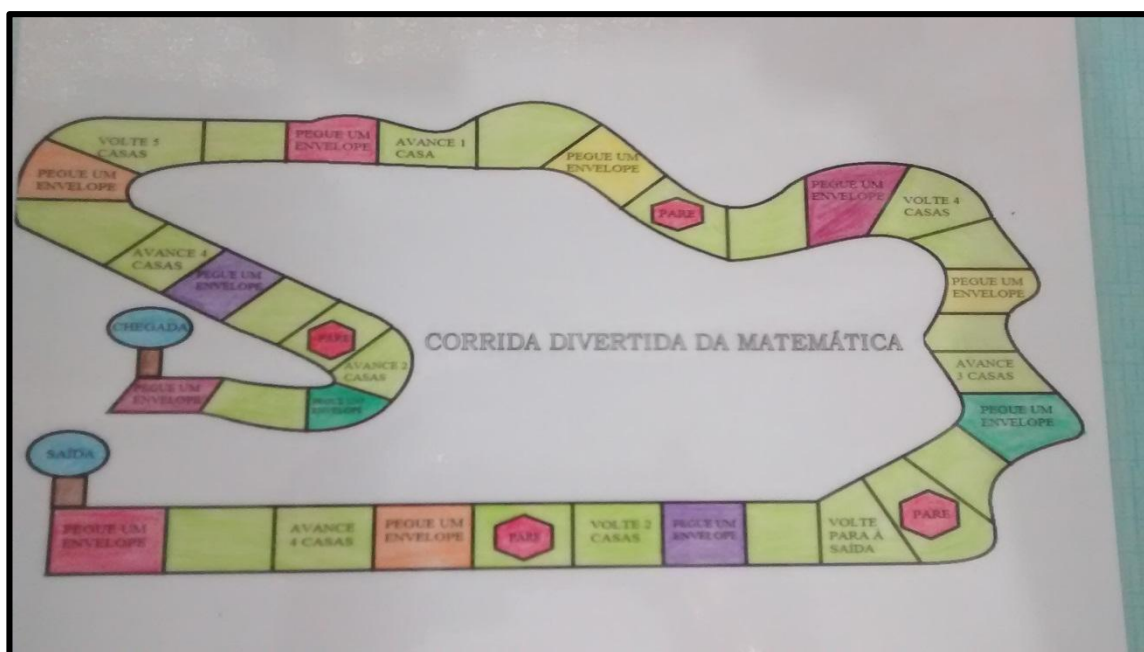 VOLTE 5
CASAS
PEGUE UM
ENVELOPE
AVANCE 1
CASA
PEGUE UM
ENVELOPE
PEGUE UM
ENVELOPE
PARE
PEGUE UM
ENVELOPE
VOLTE 4
CASAS
AVANCE 4
CASAS
PEGUE UM
ENVELOPE
PEGUE UM
ENVELOPE
CHEGADA
PARE
CORRIDA DIVERTIDA DA MATEMÁTICA
AVANCE 2
CASAS
AVANCE
3 CASAS
PEGUE UM
ENVELOPE
PEGUE UM
ENVELOPE
PEGUE UM
ENVELOPE
SAÍDA
PEGUE UM
ENVELOPE
AVANCE
4 CASAS
PEGUE UM
ENVELOPE
PARE
VOLTE 2
CASAS
PEGUE UM
ENVELOPE
VOLTE
PARA À
SAÍDA
PARE